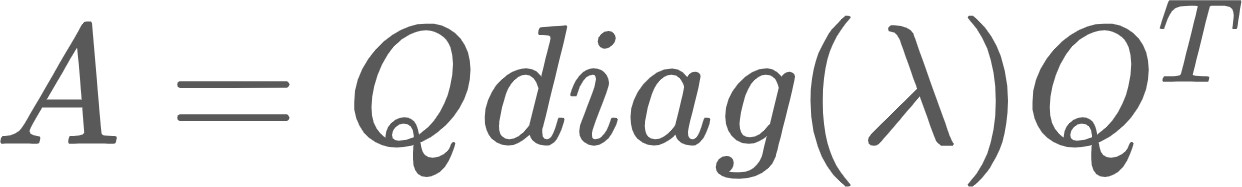 A = Qdiag(λ)Q^T